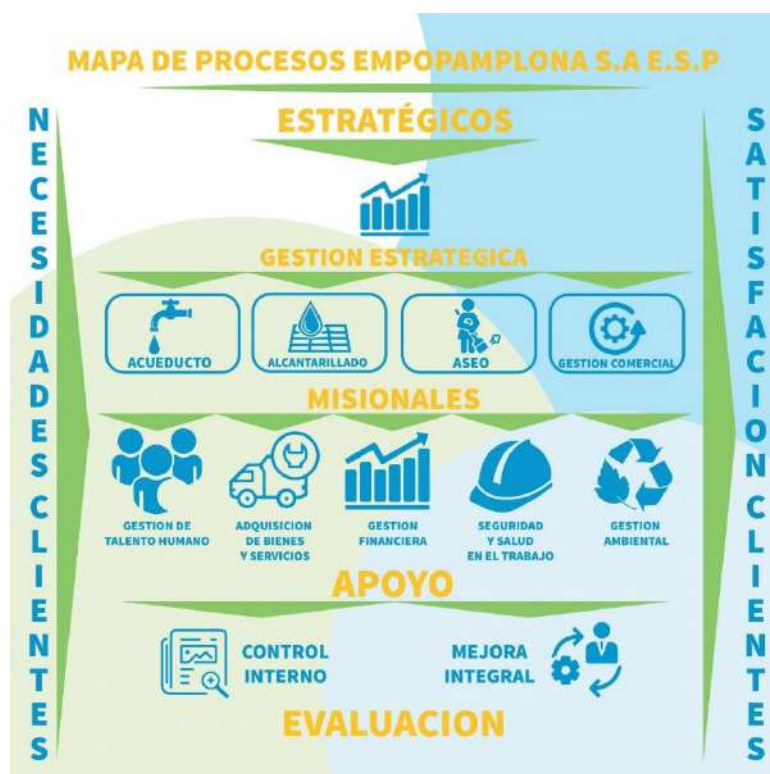 MAPA DE PROCESOS EMPOPAMPLONA S.A E.S.P
NECESIDADES CLIENTES
ESTRATÉGICOS
GESTION ESTRATEGICA
ACUEDUCTO
ALCANTARILLADO
ASEO
GESTION COMERCIAL
MISIONALES
GESTION DE
TALENTO HUMANO
ADQUISICION
DE BIENES
Y SERVICIOS
GESTION
FINANCIERA
SEGURIDAD
Y SALUD
EN EL TRABAJO
GESTION
AMBIENTAL
APOYO
CONTROL
INTERNO
MEJORA
INTEGRAL
EVALUACION
SATISFACION CLIENTES